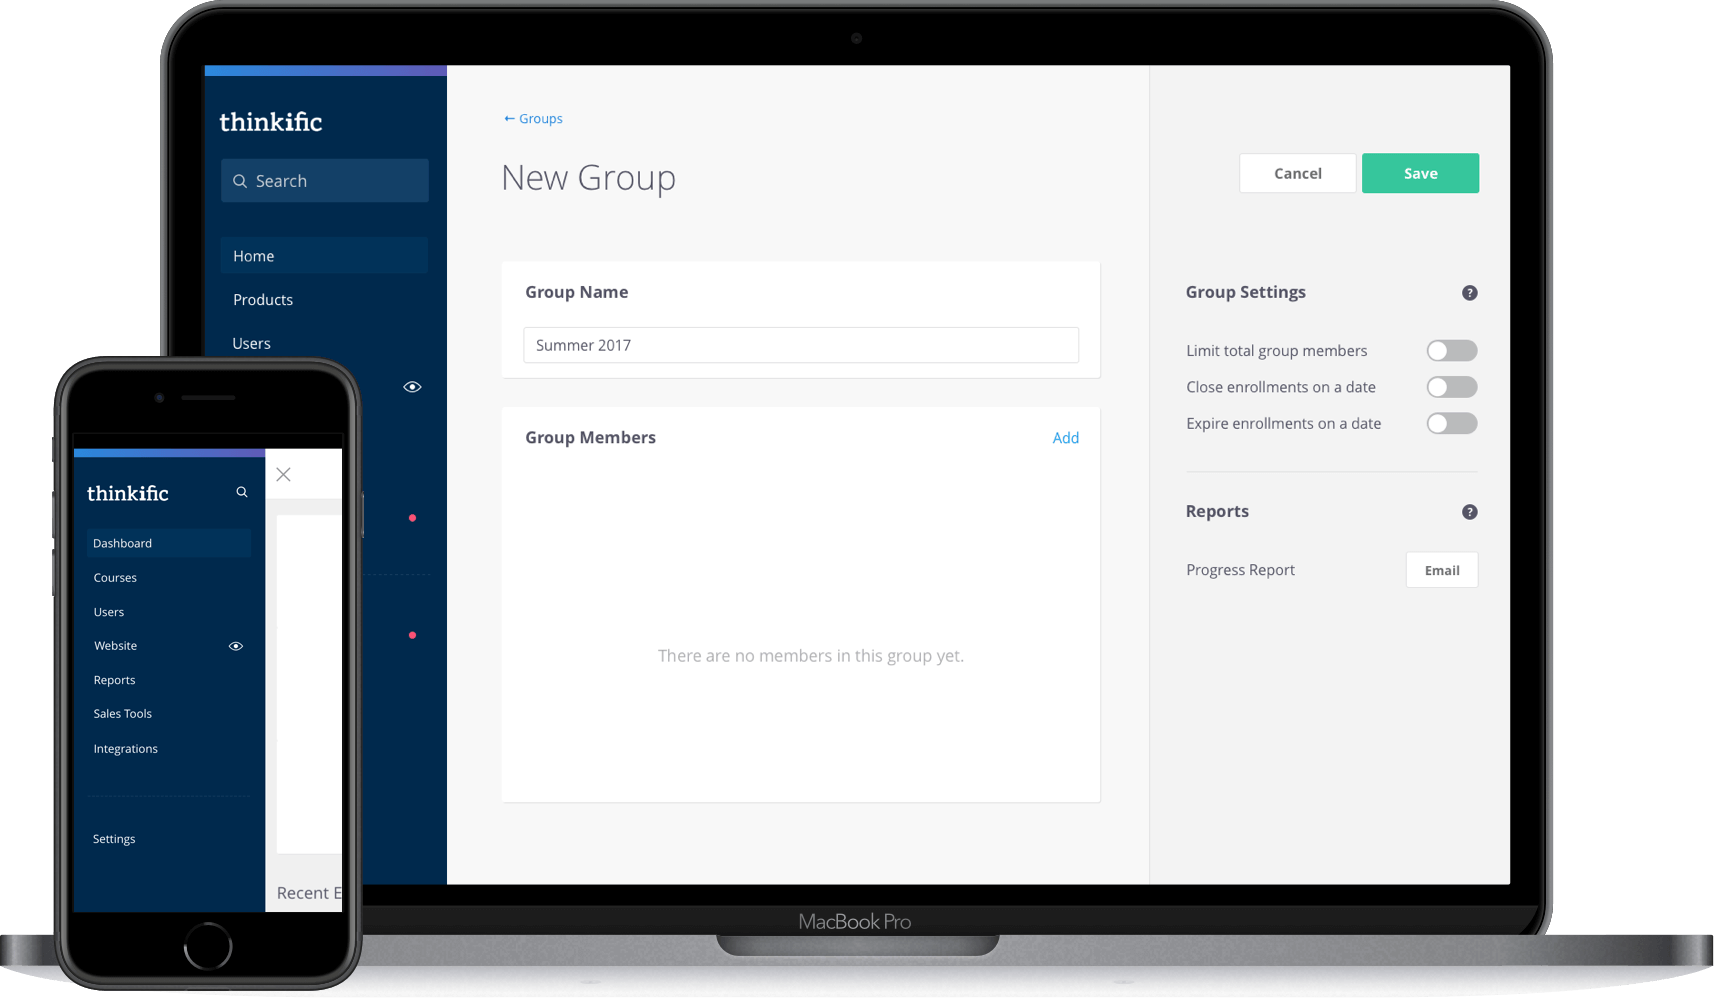 thinkific
Search
Home
Products
Users
← Groups
New Group
Group Name
Summer 2017
Group Members
Add
There are no members in this group yet.
Cancel
Save
Group Settings
?
Limit total group members
Close enrollments on a date
Expire enrollments on a date
Reports
?
Progress Report
Email
MacBook Pro
thinkific
Dashboard
Courses
Users
Website
Reports
Sales Tools
Integrations
Settings
Recent E